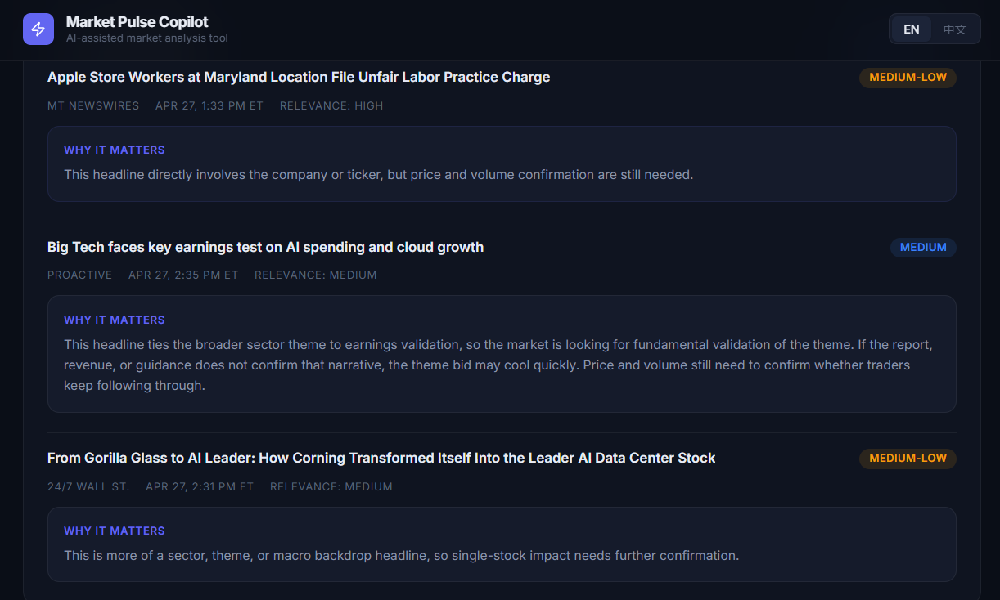 Market Pulse Copilot
AI-assisted market analysis tool
EN
中文
Apple Store Workers at Maryland Location File Unfair Labor Practice Charge
MEDIUM-LOW
MT NEWSWIRES APR 27, 1:33 PM ET RELEVANCE: HIGH
WHY IT MATTERS
This headline directly involves the company or ticker, but price and volume confirmation are still needed.
Big Tech faces key earnings test on AI spending and cloud growth
MEDIUM
PROACTIVE APR 27, 2:35 PM ET RELEVANCE: MEDIUM
WHY IT MATTERS
This headline ties the broader sector theme to earnings validation, so the market is looking for fundamental validation of the theme. If the report,
revenue, or guidance does not confirm that narrative, the theme bid may cool quickly. Price and volume still need to confirm whether traders
keep following through.
From Gorilla Glass to AI Leader: How Corning Transformed Itself Into the Leader AI Data Center Stock
MEDIUM-LOW
24/7 WALL ST. APR 27, 2:31 PM ET RELEVANCE: MEDIUM
WHY IT MATTERS
This is more of a sector, theme, or macro backdrop headline, so single-stock impact needs further confirmation.